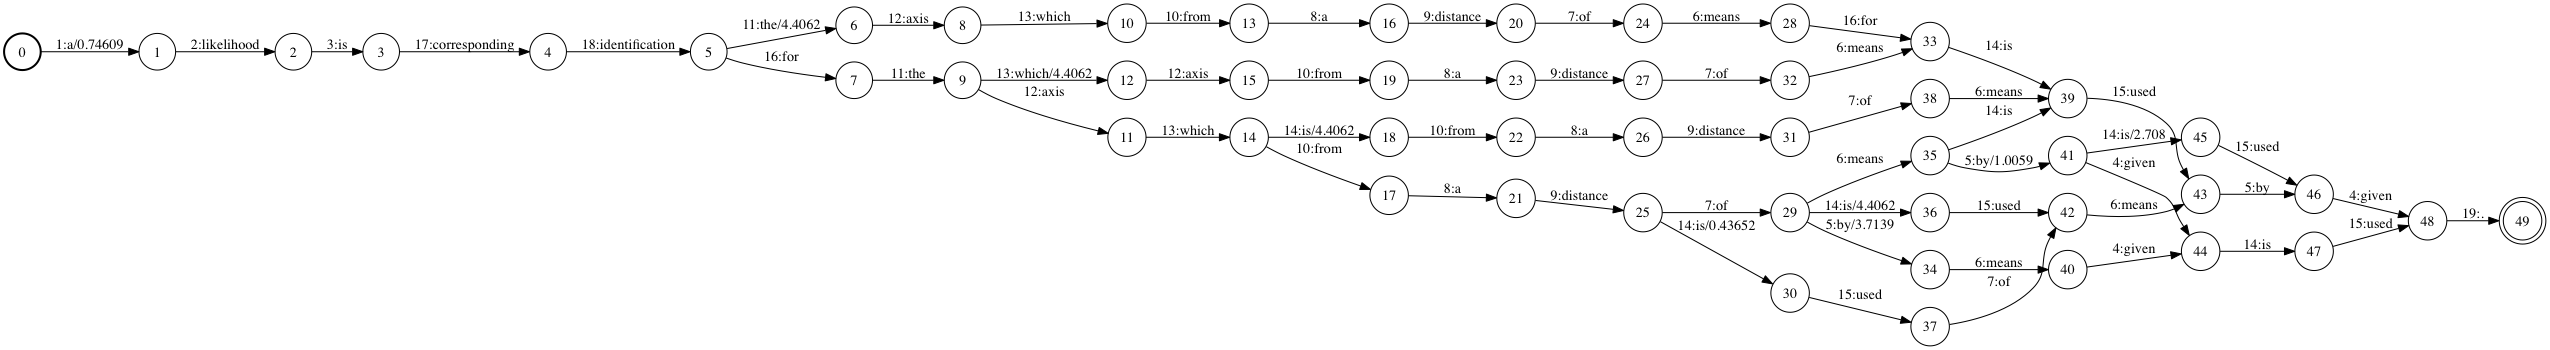 0 1:a/0.74609 1 2:likelihood 2 3:is 3 17:corresponding 4 18:identification 5
11:the/4.4062 6 12:axis 8 13:which 10 10:from 13 8:a 16 9:distance 20 7:of 24 6:means 28 16:for 33 14:is
16:for 7 11:the 9 13:which/4.4062 12 12:axis 15 10:from 19 8:a 23 9:distance 27 7:of 32 6:means
12:axis 11 13:which 14 14:is/4.4062 18 10:from 22 8:a 26 9:distance 31 7:of 38 6:means 39 15:used
10:from 17 8:a 21 9:distance 25 7:of 29 6:means 35 14:is
5:by/1.0059 41 14:is/2.708 45 15:used
4:given
14:is/4.4062 36 15:used 42 6:means 43 5:by 46 4:given
5:by/3.7139 34 6:means 40 4:given 44 14:is 47 15:used 48 19:. 49
14:is/0.43652 30 15:used 37 7:of